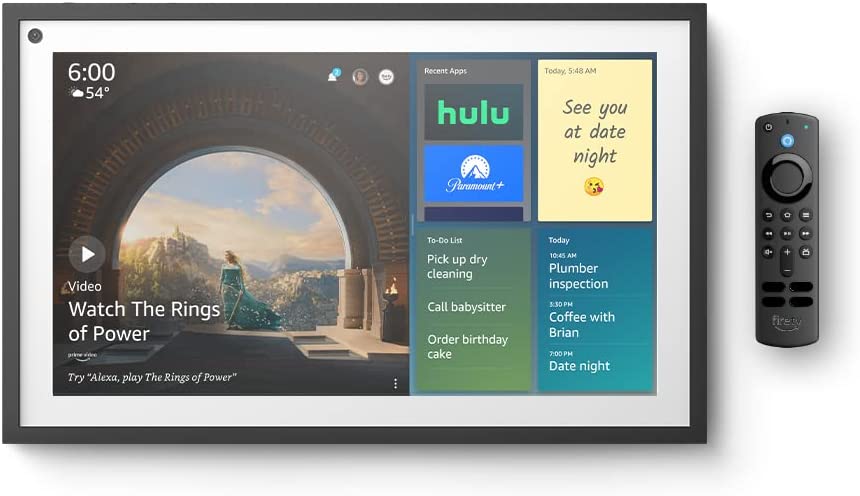 6:00
54°
Recent Apps
hulu
Paramount+
Today, 5:48 AM
See you
at date
night
Video
Watch The Rings
of Power
prime video
Try “Alexa, play The Rings of Power”
To-Do List
Pick up dry
cleaning
Call babysitter
Order birthday
cake
Today
10:45 AM
Plumber
inspection
3:30 PM
Coffee with
Brian
7:00 PM
Date night
firetv